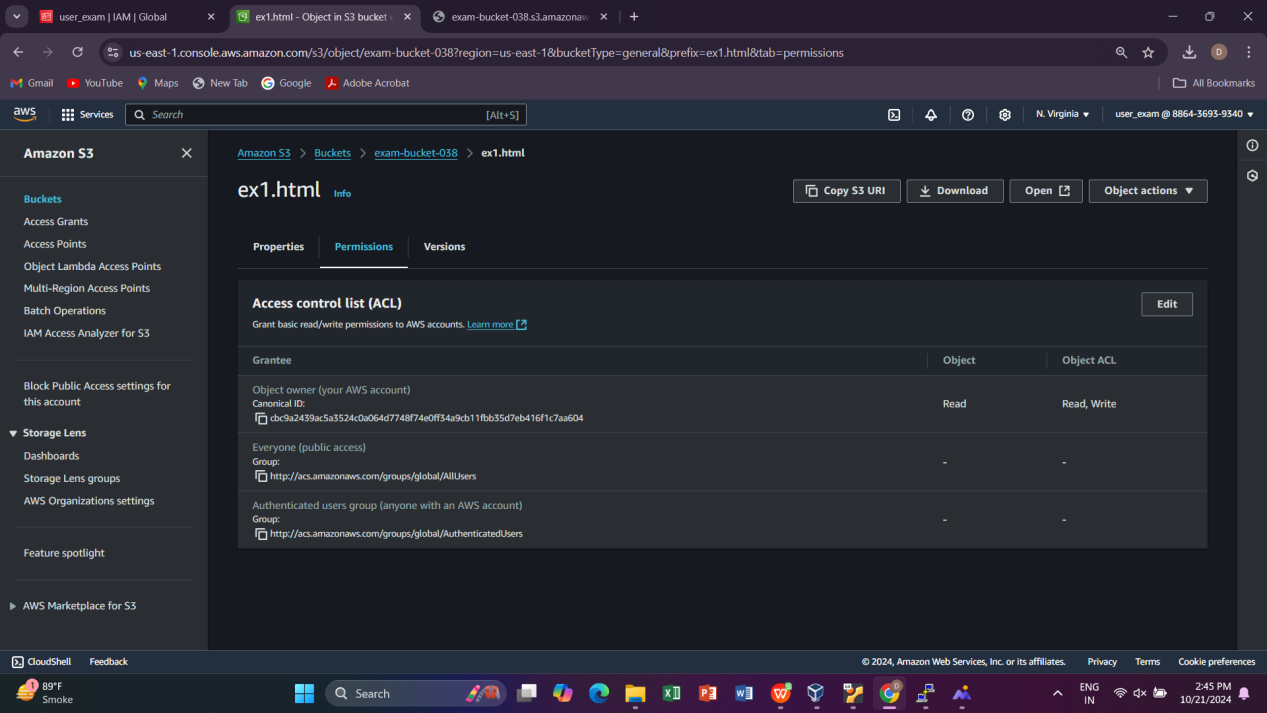 user_exam | IAM | Global
ex1.html - Object in S3 bucket
exam-bucket-038.s3.amazonaw
us-east-1.console.aws.amazon.com/s3/object/exam-bucket-038?region=us-east-1&bucketType=general&prefix=ex1.html&tab=permissions
D
Gmail YouTube Maps New Tab Google Adobe Acrobat All Bookmarks
aws Services Search [Alt+S] N. Virginia user_exam @ 8864-3693-9340
Amazon S3
Buckets
Access Grants
Access Points
Object Lambda Access Points
Multi-Region Access Points
Batch Operations
IAM Access Analyzer for S3
Block Public Access settings for
this account
Storage Lens
Dashboards
Storage Lens groups
AWS Organizations settings
Feature spotlight
AWS Marketplace for S3
Amazon S3 > Buckets > exam-bucket-038 > ex1.html
ex1.html Info
Copy S3 URI Download Open Object actions
Properties Permissions Versions
Access control list (ACL)
Edit
Grant basic read/write permissions to AWS accounts. Learn more
Grantee Object Object ACL
Object owner (your AWS account)
Canonical ID:
Read Read, Write
cbc9a2439ac5a3524c0a064d7748f74e0ff34a9cb11fbb35d7eb416f1c7aa604
Everyone (public access)
Group:
- -
http://acs.amazonaws.com/groups/global/AllUsers
Authenticated users group (anyone with an AWS account)
Group:
- -
http://acs.amazonaws.com/groups/global/AuthenticatedUsers
CloudShell Feedback © 2024, Amazon Web Services, Inc. or its affiliates. Privacy Terms Cookie preferences
1
89°F
Smoke
Search
ENG
IN
2:45 PM
10/21/2024